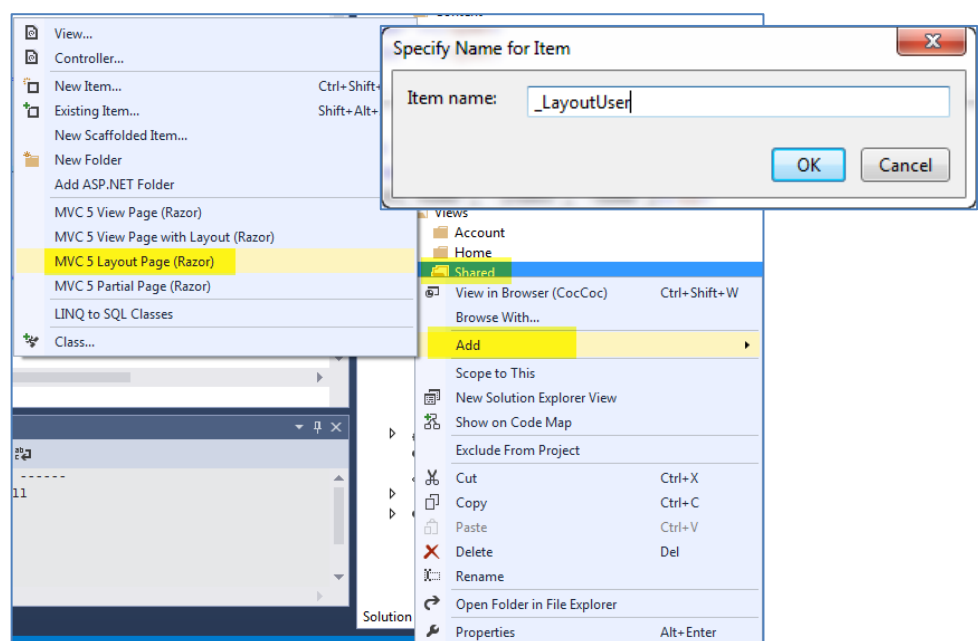 View...
Controller...
New Item... Ctrl+Shift+
Existing Item... Shift+Alt+
New Scaffolded Item...
New Folder
Add ASP.NET Folder
MVC 5 View Page (Razor)
MVC 5 View Page with Layout (Razor)
MVC 5 Layout Page (Razor)
MVC 5 Partial Page (Razor)
LINQ to SQL Classes
Class...
Specify Name for Item
Item name: _LayoutUser
OK Cancel
Views
Account
Home
Shared
View in Browser (CocCoc) Ctrl+Shift+W
Browse With...
Add
Scope to This
New Solution Explorer View
Show on Code Map
Exclude From Project
Cut Ctrl+X
Copy Ctrl+C
Paste Ctrl+V
Delete Del
Rename
Open Folder in File Explorer
Properties Alt+Enter
------
11
Solution